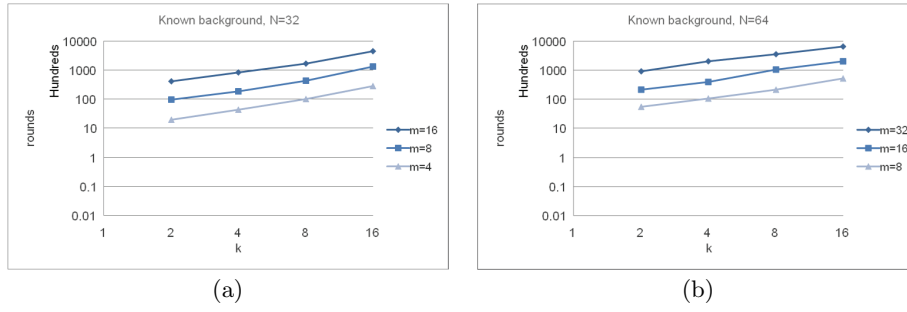 Known background, N=32
rounds
Hundreds
10000
1000
100
10
1
0.1
0.01
1 2 4 8 16
k
m=16
m=8
m=4
(a)
Known background, N=64
rounds
Hundreds
10000
1000
100
10
1
0.1
0.01
1 2 4 8 16
k
m=32
m=16
m=8
(b)